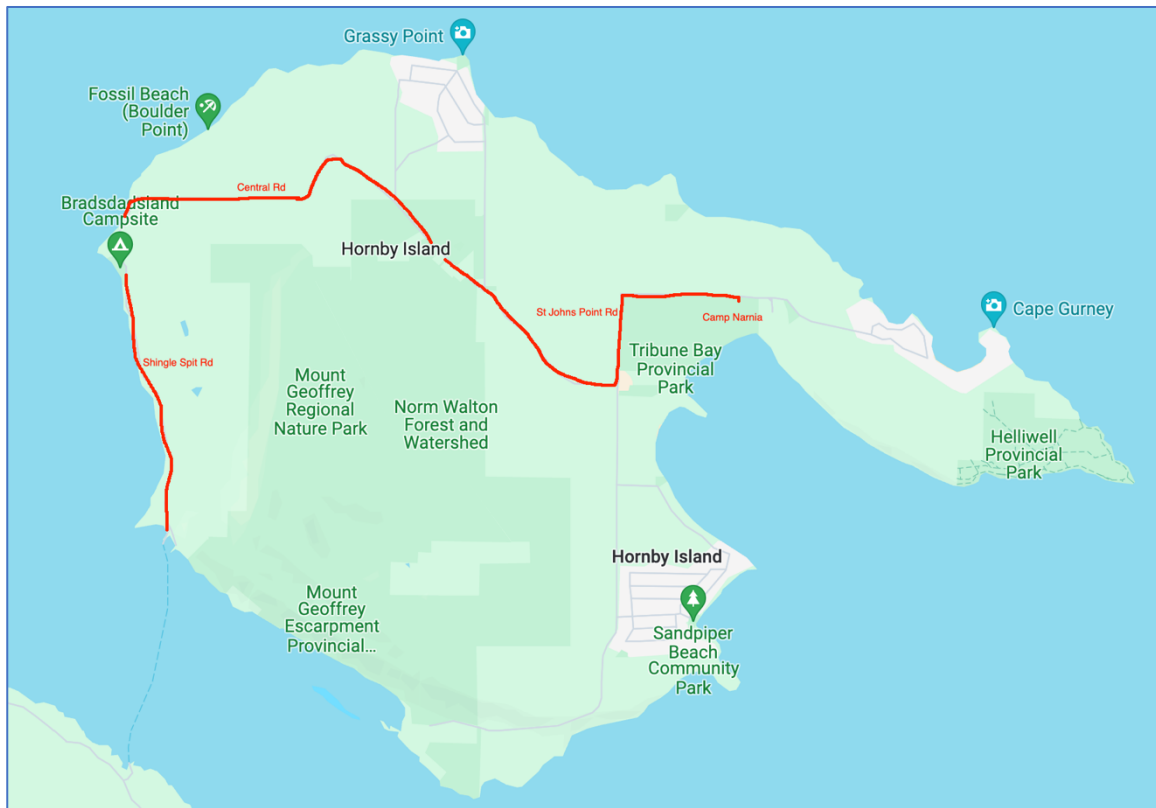 Grassy Point
Fossil Beach
(Boulder
Point)
Central Rd
Bradsdadsland
Campsite
Hornby Island
St Johns Point Rd
Camp Narnia
Cape Gurney
Shingle Spit Rd
Tribune Bay
Provincial
Park
Mount
Geoffrey
Regional
Nature Park
Norm Walton
Forest and
Watershed
Helliwell
Provincial
Park
Hornby Island
Mount
Geoffrey
Escarpment
Provincial...
Sandpiper
Beach
Community
Park